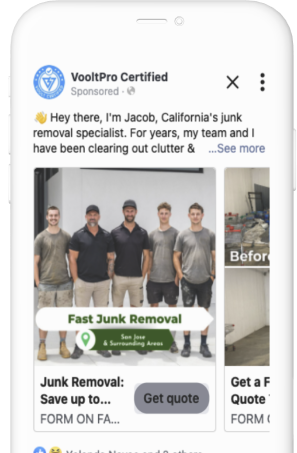 VooltPro Certified
Sponsored ·
👋 Hey there, I'm Jacob, California's junk
removal specialist. For years, my team and I
have been clearing out clutter & ...See more
Fast Junk Removal
San Jose
& Surrounding Areas
Before
Junk Removal:
Save up to...
FORM ON FA...
Get quote
Get a F
Quote
FORM